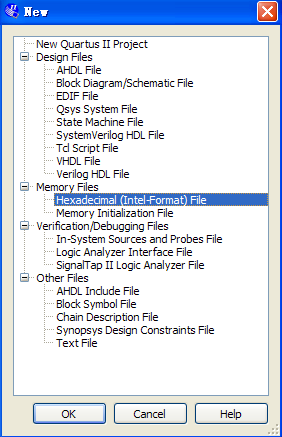 New
New Quartus II Project
Design Files
AHDL File
Block Diagram/Schematic File
EDIF File
Qsys System File
State Machine File
SystemVerilog HDL File
Tcl Script File
VHDL File
Verilog HDL File
Memory Files
Hexadecimal (Intel-Format) File
Memory Initialization File
Verification/Debugging Files
In-System Sources and Probes File
Logic Analyzer Interface File
SignalTap II Logic Analyzer File
Other Files
AHDL Include File
Block Symbol File
Chain Description File
Synopsys Design Constraints File
Text File
OK Cancel Help